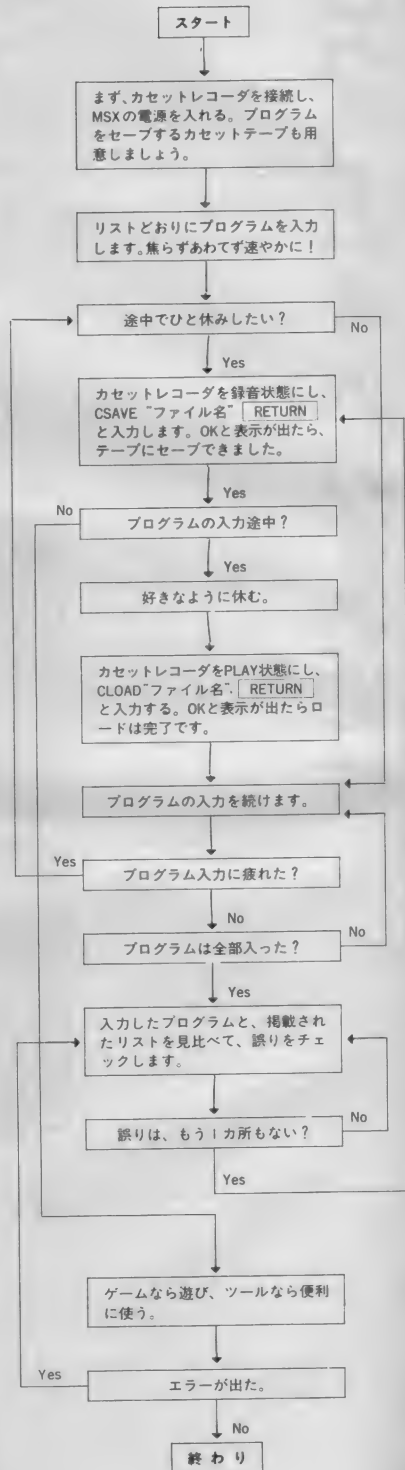 スタート
まず、カセットレコーダを接続し、
MSXの電源を入れる。プログラム
をセーブするカセットテープも用
意しましょう。
リストどおりにプログラムを入力
します。焦らずあわてず速やかに!
途中でひと休みしたい?
No
Yes
カセットレコーダを録音状態にし、
CSAVE "ファイル名" RETURN
と入力します。OKと表示が出たら、
テープにセーブできました。
Yes
No
プログラムの入力途中?
Yes
好きなように休む。
カセットレコーダをPLAY状態にし、
CLOAD"ファイル名" RETURN
と入力する。OKと表示が出たらロ
ードは完了です。
プログラムの入力を続けます。
Yes
プログラム入力に疲れた?
No
プログラムは全部入った?
No
Yes
入力したプログラムと、掲載され
たリストを見比べて、誤りをチェ
ックします。
No
誤りは、もう1カ所もない?
Yes
ゲームなら遊び、ツールなら便利
に使う。
Yes
エラーが出た。
No
終わり